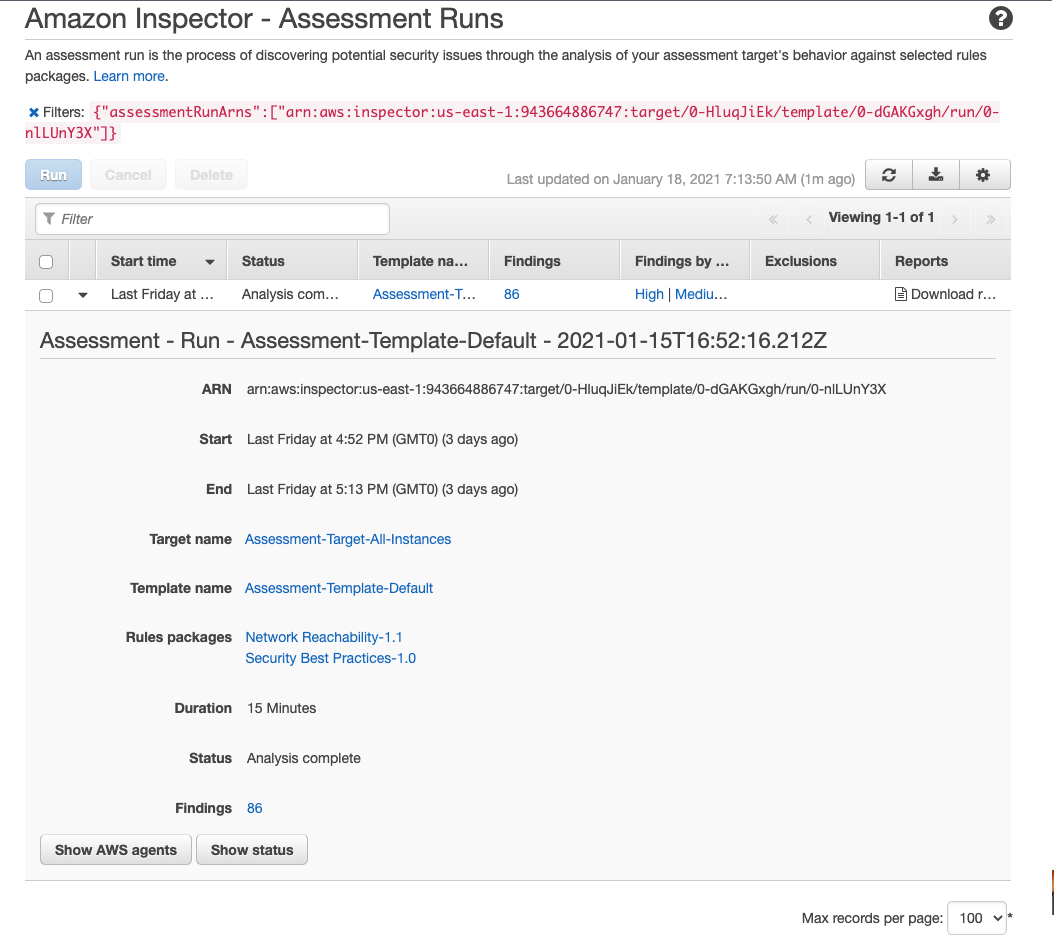 Amazon Inspector - Assessment Runs
An assessment run is the process of discovering potential security issues through the analysis of your assessment target's behavior against selected rules
packages. Learn more.
Filters: {"assessmentRunArns":["arn:aws:inspector:us-east-1:943664886747:target/0-HluqJiEk/template/0-dGAKGxgh/run/0-
nlLUnY3X"]}
Run Cancel Delete Last updated on January 18, 2021 7:13:50 AM (1m ago)
Filter « ‹ Viewing 1-1 of 1 › »
Start time Status Template na... Findings Findings by ... Exclusions Reports
Last Friday at ... Analysis com... Assessment-T... 86 High | Mediu... Download r...
Assessment - Run - Assessment-Template-Default - 2021-01-15T16:52:16.212Z
ARN arn:aws:inspector:us-east-1:943664886747:target/0-HluqJiEk/template/0-dGAKGxgh/run/0-nlLUnY3X
Start Last Friday at 4:52 PM (GMT0) (3 days ago)
End Last Friday at 5:13 PM (GMT0) (3 days ago)
Target name Assessment-Target-All-Instances
Template name Assessment-Template-Default
Rules packages Network Reachability-1.1
Security Best Practices-1.0
Duration 15 Minutes
Status Analysis complete
Findings 86
Show AWS agents Show status
Max records per page: 100 *